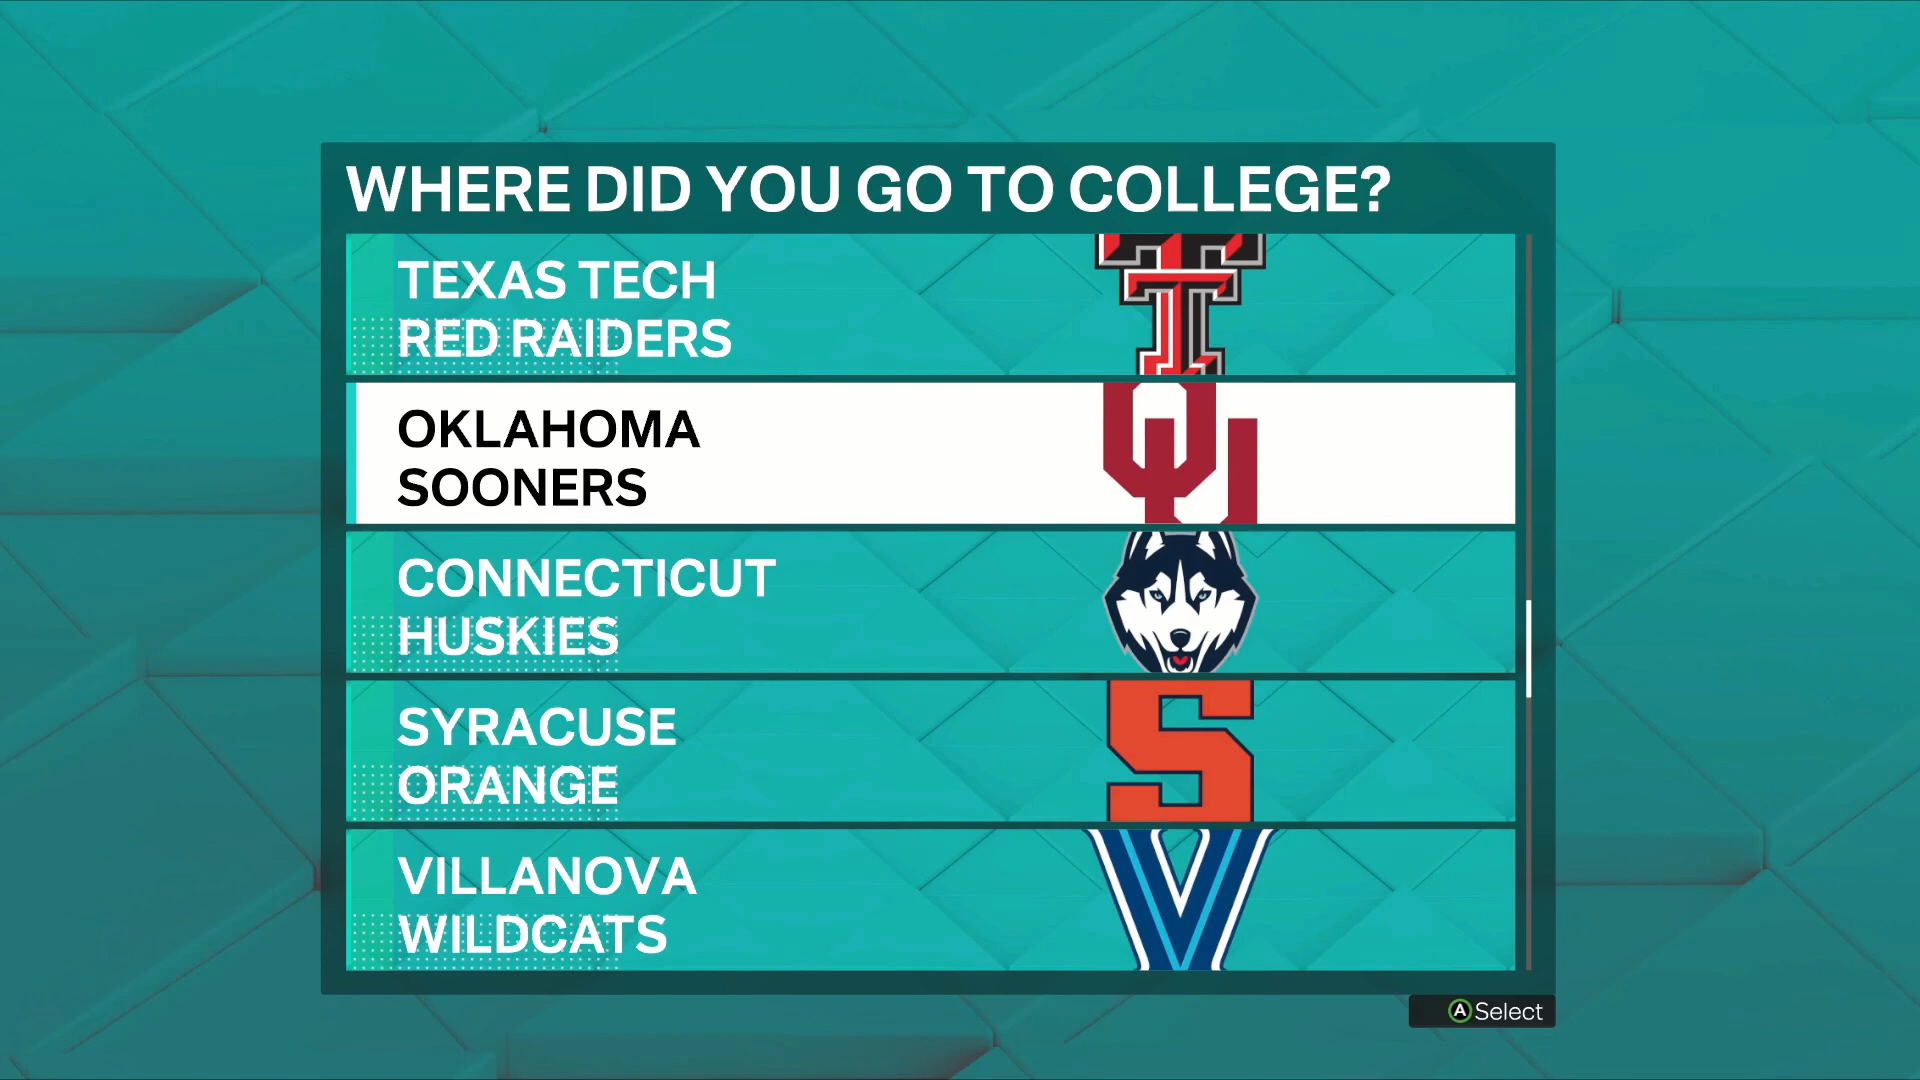 WHERE DID YOU GO TO COLLEGE?
TEXAS TECH
RED RAIDERS
OKLAHOMA
SOONERS
CONNECTICUT
HUSKIES
SYRACUSE
ORANGE
VILLANOVA
WILDCATS
A Select